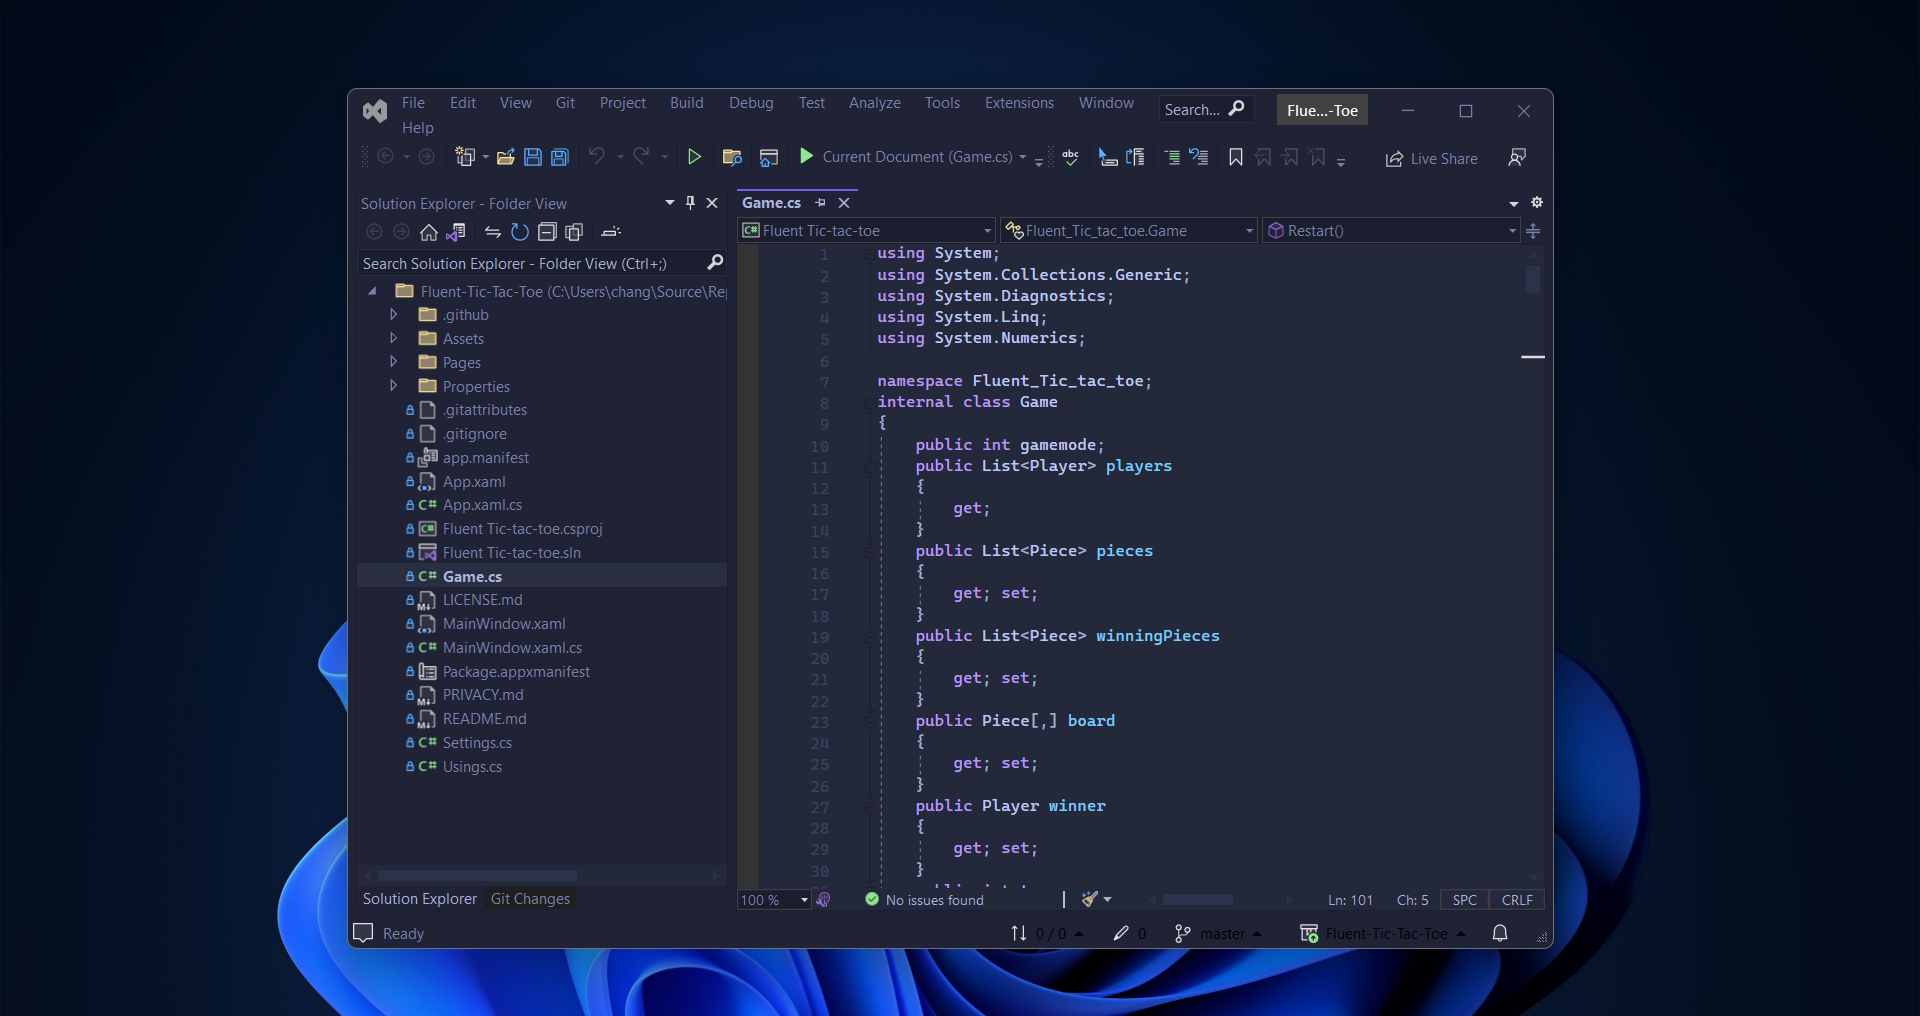 File Edit View Git Project Build Debug Test Analyze Tools Extensions Window Search... Flue...-Toe
Help
Current Document (Game.cs) abc Live Share
Solution Explorer - Folder View
Search Solution Explorer - Folder View (Ctrl+;)
Fluent-Tic-Tac-Toe (C:\Users\chang\Source\Re
.github
Assets
Pages
Properties
.gitattributes
.gitignore
app.manifest
App.xaml
C# App.xaml.cs
C# Fluent Tic-tac-toe.csproj
Fluent Tic-tac-toe.sln
C# Game.cs
M↓ LICENSE.md
MainWindow.xaml
C# MainWindow.xaml.cs
Package.appxmanifest
M↓ PRIVACY.md
M↓ README.md
C# Settings.cs
C# Usings.cs
Solution Explorer Git Changes
Game.cs
C# Fluent Tic-tac-toe Fluent_Tic_tac_toe.Game Restart()
1 using System;
2 using System.Collections.Generic;
3 using System.Diagnostics;
4 using System.Linq;
5 using System.Numerics;
6
7 namespace Fluent_Tic_tac_toe;
8 internal class Game
9 {
10 public int gamemode;
11 public List<Player> players
12 {
13 get;
14 }
15 public List<Piece> pieces
16 {
17 get; set;
18 }
19 public List<Piece> winningPieces
20 {
21 get; set;
22 }
23 public Piece[,] board
24 {
25 get; set;
26 }
27 public Player winner
28 {
29 get; set;
30 }
100 % No issues found Ln: 101 Ch: 5 SPC CRLF
Ready 0 / 0 0 master Fluent-Tic-Tac-Toe